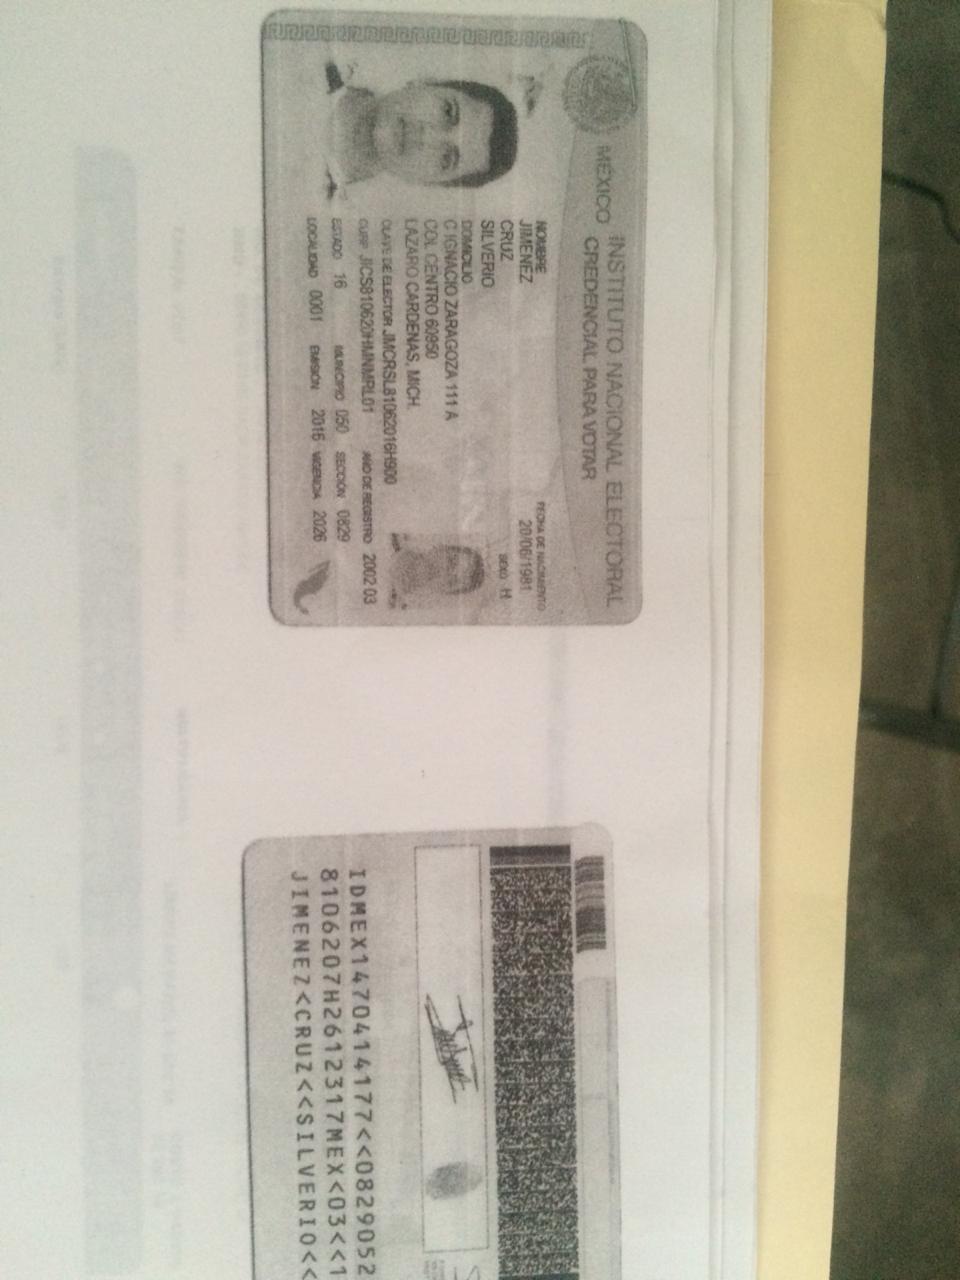 MÉXICO INSTITUTO NACIONAL ELECTORAL
CREDENCIAL PARA VOTAR
NOMBRE
JIMENEZ
CRUZ
SILVERIO
FECHA DE NACIMIENTO
20/06/1981
SEXO H
DOMICILIO
C IGNACIO ZARAGOZA 111 A
COL CENTRO 60950
LAZARO CARDENAS, MICH.
CLAVE DE ELECTOR JMCRSL81062016H900
CURP JICS810620HMNMRL01 AÑO DE REGISTRO 2002 03
ESTADO 16 MUNICIPIO 050 SECCIÓN 0829
LOCALIDAD 0001 EMISIÓN 2016 VIGENCIA 2026
IDMEX1470414177<<0829052
8106207H2612317MEX<03<<1
JIMENEZ<CRUZ<<SILVERIO<<